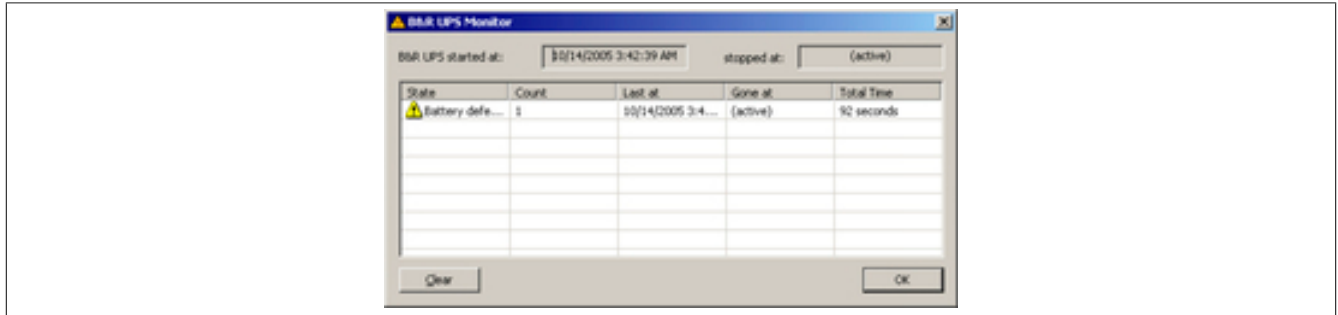 B&R UPS Monitor
B&R UPS started at: 10/14/2005 3:42:39 AM stopped at: (active)
State Count Last at Gone at Total Time
Battery defe.... 1 10/14/2005 3:4.... (active) 92 seconds
Clear OK